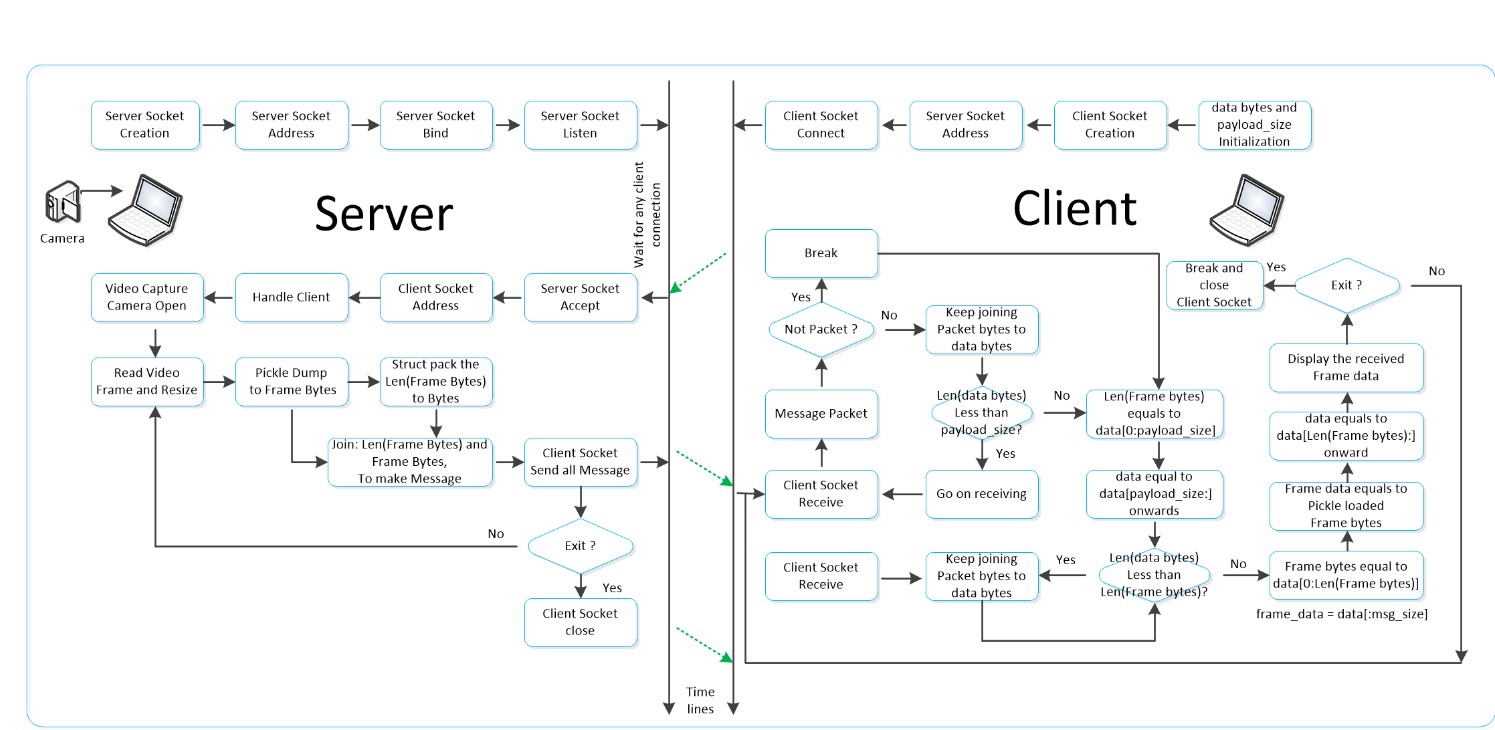 Server Socket
Creation
Server Socket
Address
Server Socket
Bind
Server Socket
Listen
Client Socket
Connect
Server Socket
Address
Client Socket
Creation
data bytes and
payload_size
Initialization
Camera
Server
Wait for any client
connection
Client
Video Capture
Camera Open
Handle Client
Client Socket
Address
Server Socket
Accept
Read Video
Frame and Resize
Pickle Dump
to Frame Bytes
Struct pack the
Len(Frame Bytes)
to Bytes
Join: Len(Frame Bytes) and
Frame Bytes,
To make Message
Client Socket
Send all Message
No
Exit ?
Yes
Client Socket
close
Time
lines
Break
Yes
Not Packet ?
No
Keep joining
Packet bytes to
data bytes
Message Packet
Len(data bytes)
Less than
payload_size?
No
Yes
Client Socket
Receive
Go on receiving
Len(Frame bytes)
equals to
data[0:payload_size]
data equal to
data[payload_size:]
onwards
Client Socket
Receive
Keep joining
Packet bytes to
data bytes
Yes
Len(data bytes)
Less than
Len(Frame bytes)?
No
Break and
close
Client Socket
Yes
Exit ?
No
Display the received
Frame data
data equals to
data[Len(Frame bytes):]
onward
Frame data equals to
Pickle loaded
Frame bytes
Frame bytes equal to
data[0:Len(Frame bytes)]
frame_data = data[:msg_size]